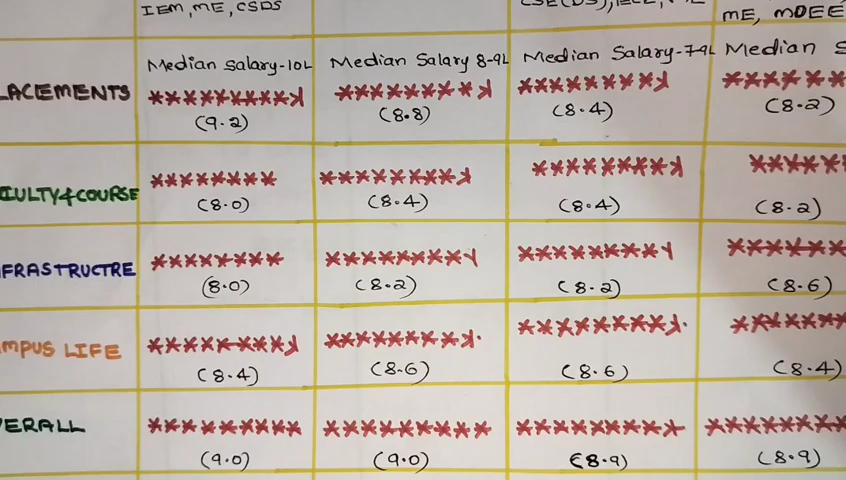 IEM, ME, CSDS
ME, MDEE
Median Salary-10L
Median Salary 8-9L
Median Salary-7-9L
Median
LACEMENTS
(9.2)
(8.8)
(8.4)
(8.2)
CULTY & COURSE
(8.0)
(8.4)
(8.4)
(8.2)
FRASTRUCTRE
(8.0)
(8.2)
(8.2)
(8.6)
MPUS LIFE
(8.4)
(8.6)
(8.6)
(8.4)
ERALL
(9.0)
(9.0)
(8.9)
(8.9)